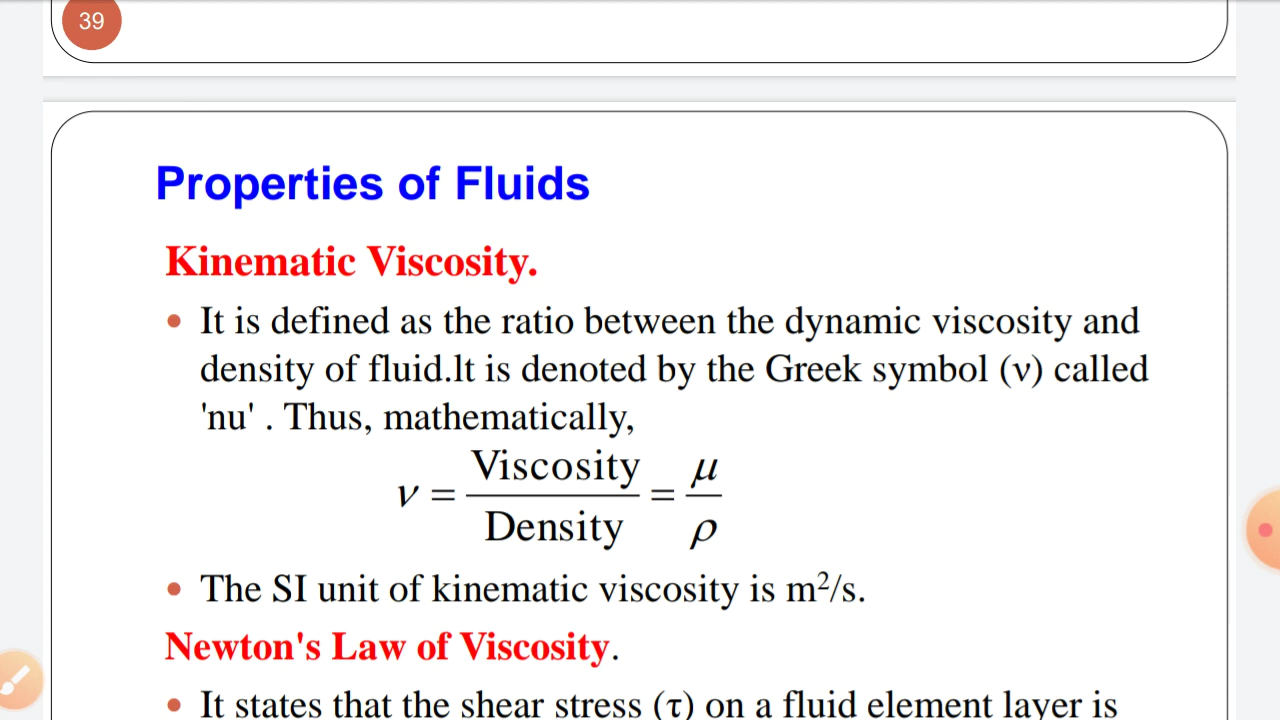 39
Properties of Fluids
Kinematic Viscosity.
• It is defined as the ratio between the dynamic viscosity and
density of fluid.lt is denoted by the Greek symbol (ν) called
'nu' . Thus, mathematically,
ν = Viscosity / Density = μ / ρ
• The SI unit of kinematic viscosity is m²/s.
Newton's Law of Viscosity.
• It states that the shear stress (τ) on a fluid element layer is